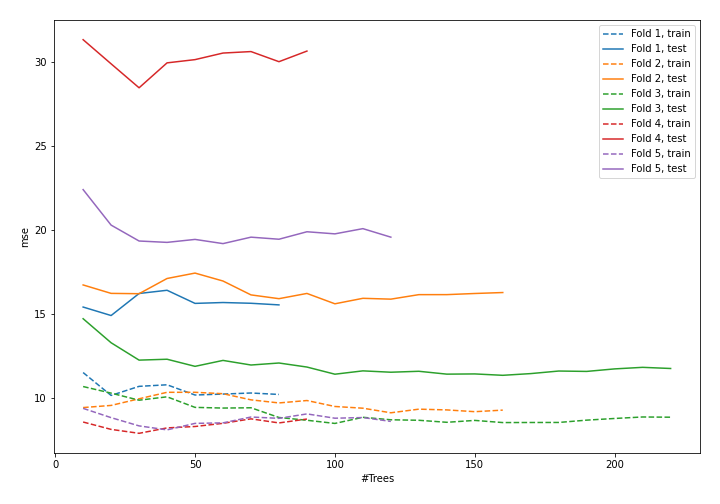 Fold 1, train
Fold 1, test
Fold 2, train
Fold 2, test
Fold 3, train
Fold 3, test
Fold 4, train
Fold 4, test
Fold 5, train
Fold 5, test
mse
30
25
20
15
10
0
50
100
150
200
#Trees